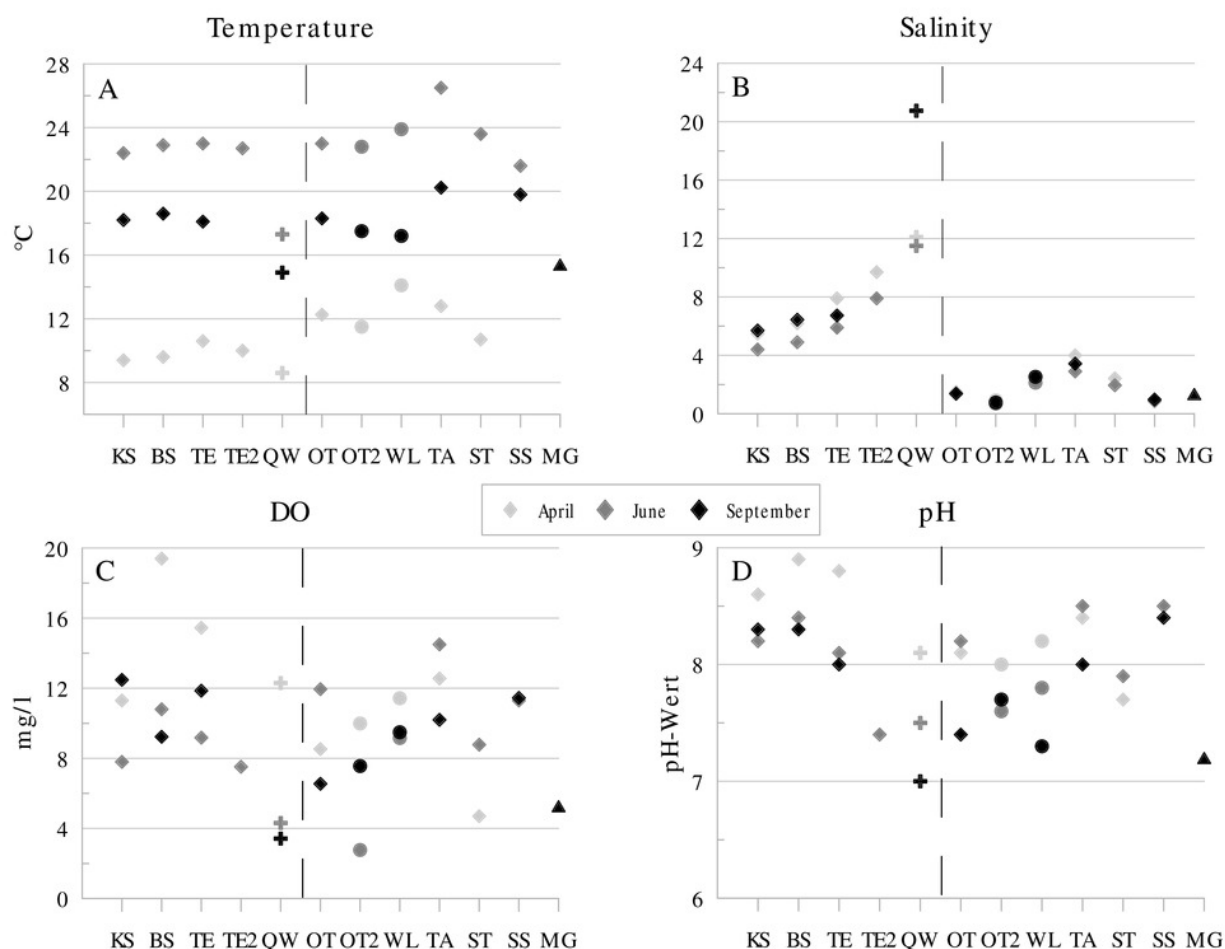 Temperature
Salinity
A
28
24
20
16
12
8
°C
KS BS TE TE2 QW OT OT2 WL TA ST SS MG
B
24
20
16
12
8
4
0
KS BS TE TE2 QW OT OT2 WL TA ST SS MG
DO
April June September
pH
C
20
16
12
8
4
0
mg/l
KS BS TE TE2 QW OT OT2 WL TA ST SS MG
D
9
8
7
6
pH-Wert
KS BS TE TE2 QW OT OT2 WL TA ST SS MG